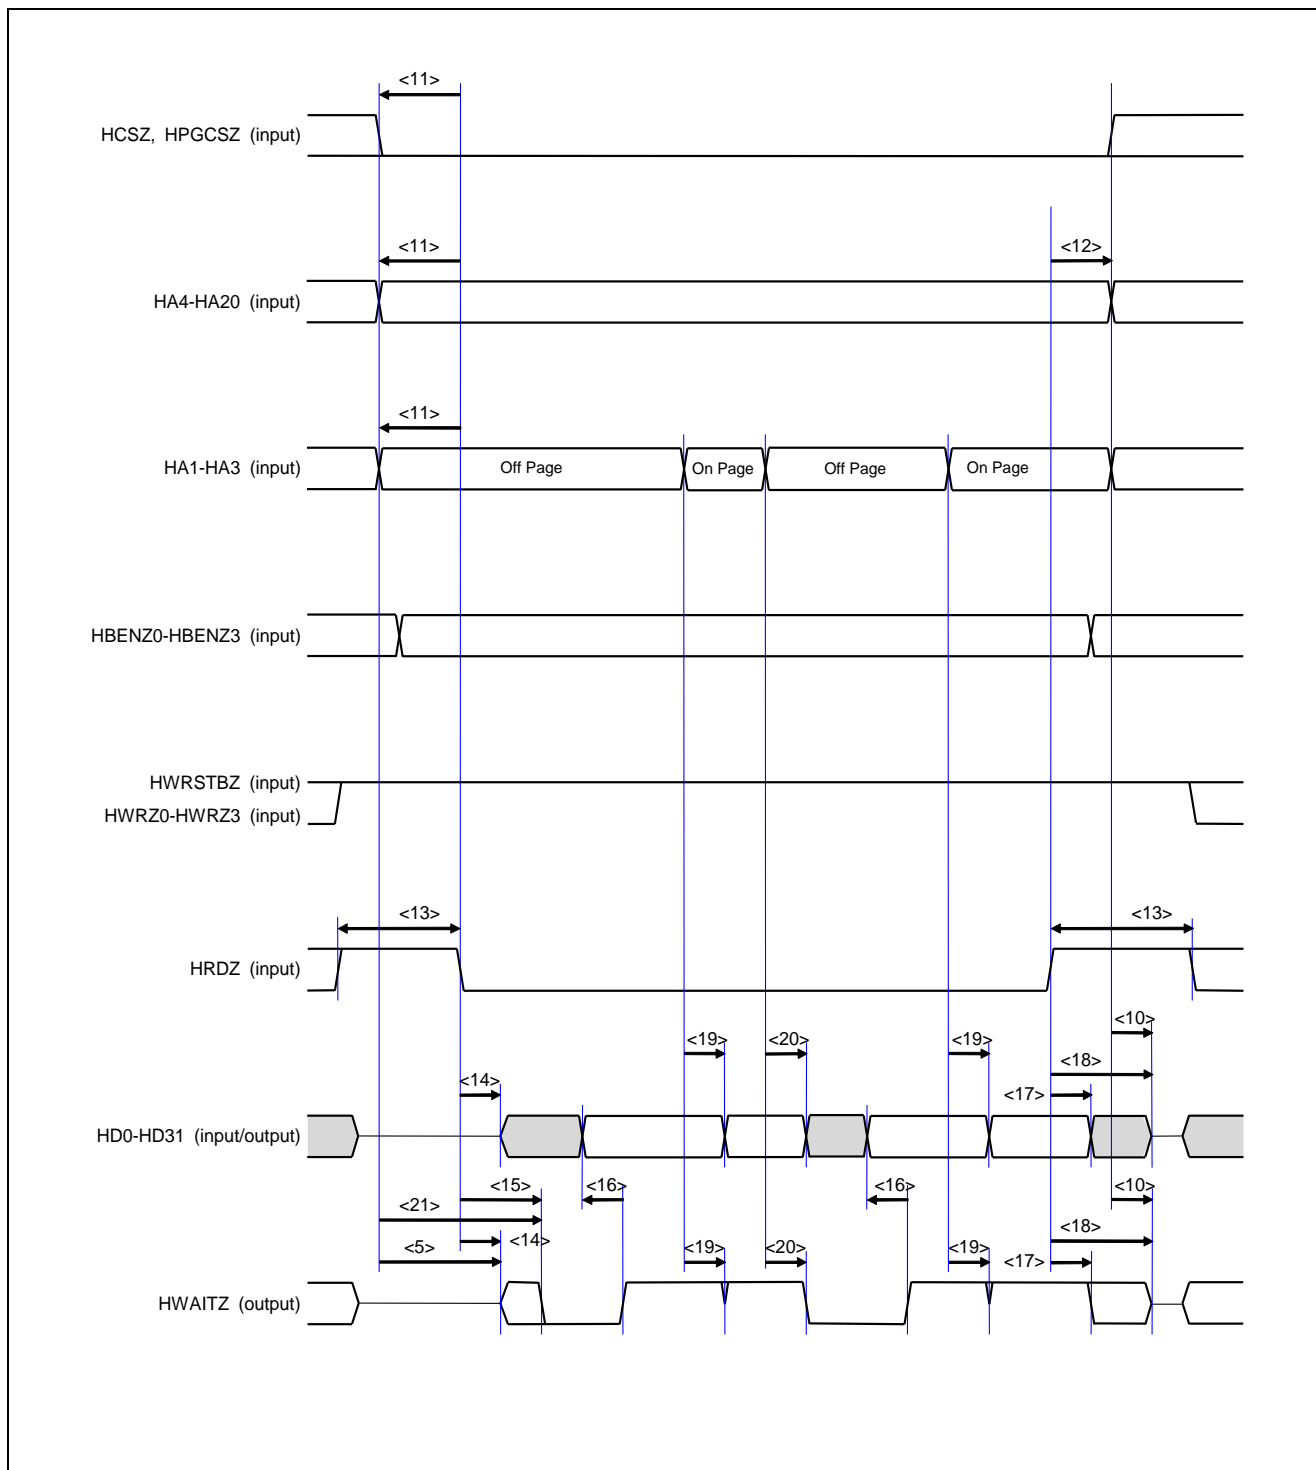 <11>
HCSZ, HPGCSZ (input)
<11>
<12>
HA4-HA20 (input)
<11>
HA1-HA3 (input)
Off Page
On Page
Off Page
On Page
HBENZ0-HBENZ3 (input)
HWRSTBZ (input)
HWRZ0-HWRZ3 (input)
<13>
<13>
HRDZ (input)
<10>
<19>
<20>
<19>
<18>
<14>
<17>
HD0-HD31 (input/output)
<15>
<16>
<16>
<10>
<21>
<18>
<5>
<14>
<19>
<20>
<19>
<17>
HWAITZ (output)